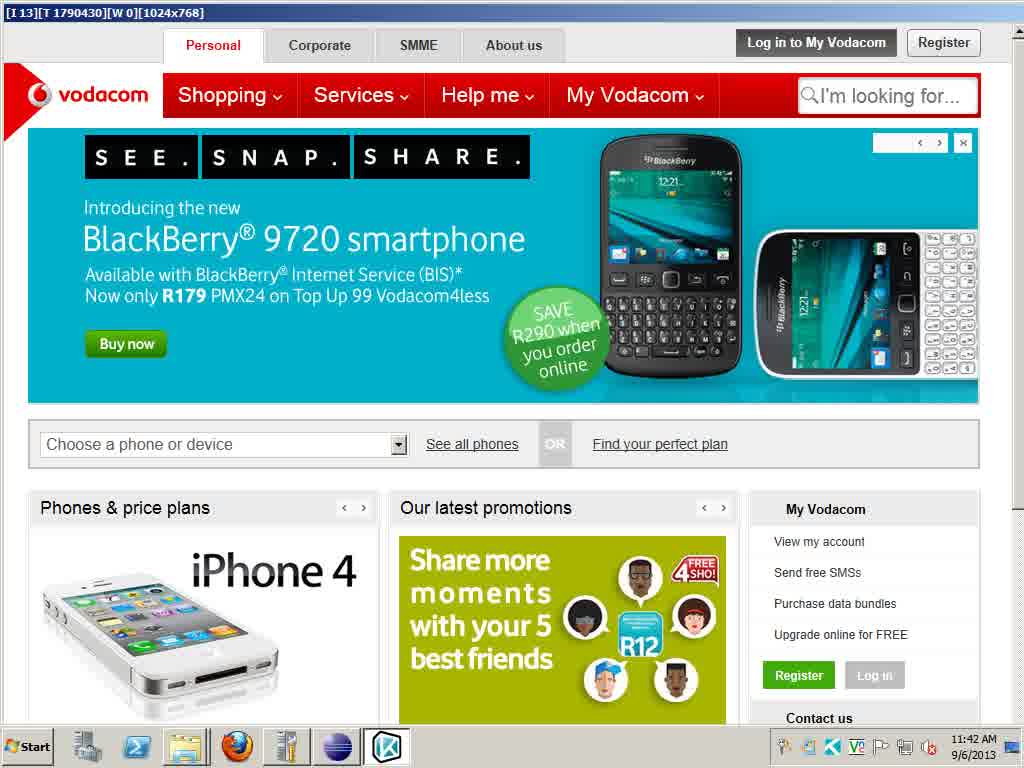 [I 13][T 1790430][W 0][1024x768]
Personal
Corporate
SMME
About us
Log in to My Vodacom
Register
vodacom
Shopping
Services
Help me
My Vodacom
I'm looking for...
SEE. SNAP. SHARE.
Introducing the new
BlackBerry® 9720 smartphone
Available with BlackBerry® Internet Service (BIS)*
Now only R179 PMX24 on Top Up 99 Vodacom4less
Buy now
SAVE
R290 when
you order
online
BlackBerry
12:21
BlackBerry
12:21
Choose a phone or device
See all phones
OR
Find your perfect plan
Phones & price plans
iPhone 4
Our latest promotions
Share more
moments
with your 5
best friends
4 FREE
SHO!
R12
My Vodacom
View my account
Send free SMSs
Purchase data bundles
Upgrade online for FREE
Register
Log in
Contact us
Start
11:42 AM
9/6/2013